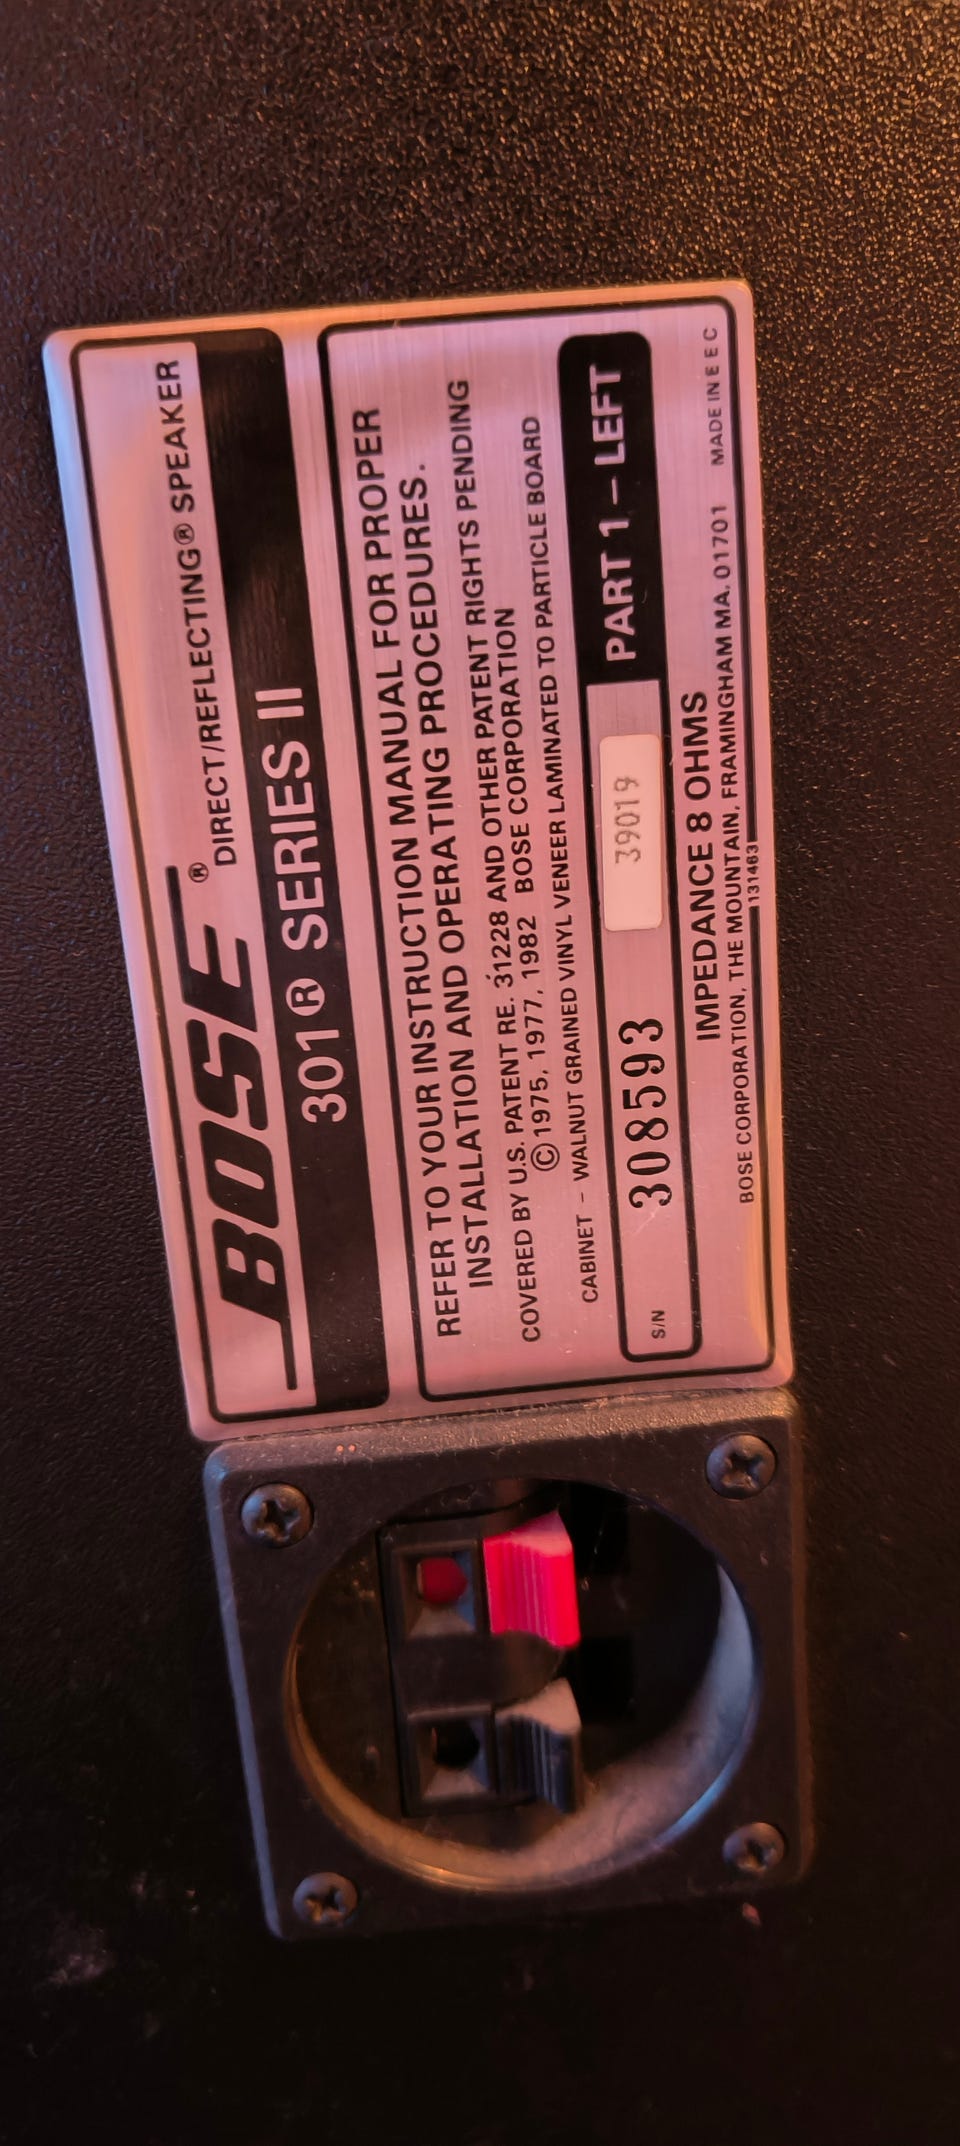 BOSE®
DIRECT/REFLECTING® SPEAKER
301® SERIES II
REFER TO YOUR INSTRUCTION MANUAL FOR PROPER
INSTALLATION AND OPERATING PROCEDURES.
COVERED BY U.S. PATENT RE. 31228 AND OTHER PATENT RIGHTS PENDING
©1975, 1977, 1982 BOSE CORPORATION
CABINET - WALNUT GRAINED VINYL VENEER LAMINATED TO PARTICLE BOARD
S/N 308593 39019 PART 1-LEFT
IMPEDANCE 8 OHMS
BOSE CORPORATION, THE MOUNTAIN, FRAMINGHAM MA. 01701 MADE IN E E C
131463